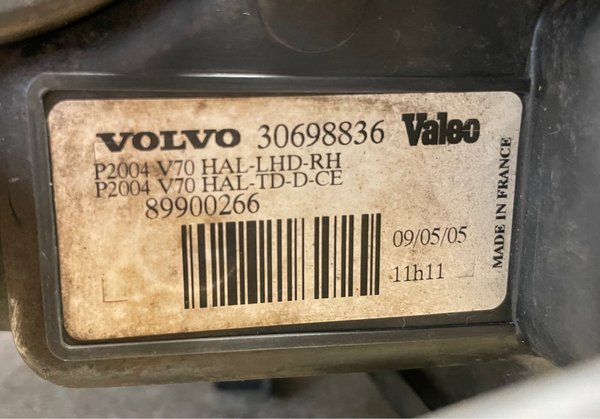 VOLVO 30698836 Valeo
P2004 V70 HAL-LHD-RH
P2004 V70 HAL-TD-D-CE
89900266
09/05/05
11h11
MADE IN FRANCE